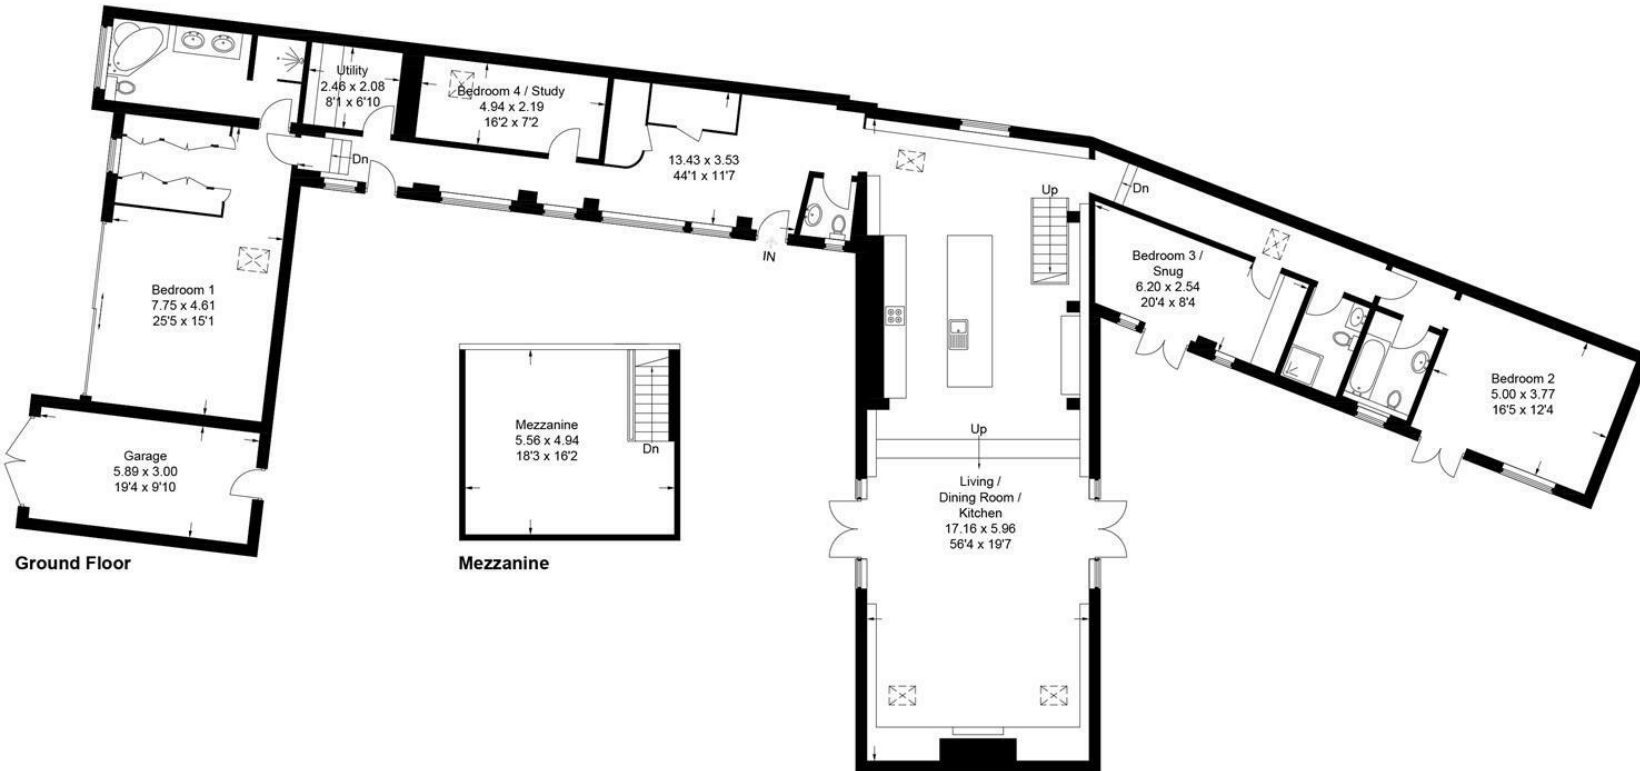 Utility
2.46 x 2.08
8'1 x 6'10
Bedroom 4 / Study
4.94 x 2.19
16'2 x 7'2
Dn
13.43 x 3.53
44'1 x 11'7
IN
Up
Dn
Bedroom 1
7.75 x 4.61
25'5 x 15'1
Bedroom 3 /
Snug
6.20 x 2.54
20'4 x 8'4
Bedroom 2
5.00 x 3.77
16'5 x 12'4
Garage
5.89 x 3.00
19'4 x 9'10
Mezzanine
5.56 x 4.94
18'3 x 16'2
Dn
Up
Living /
Dining Room /
Kitchen
17.16 x 5.96
56'4 x 19'7
Ground Floor
Mezzanine